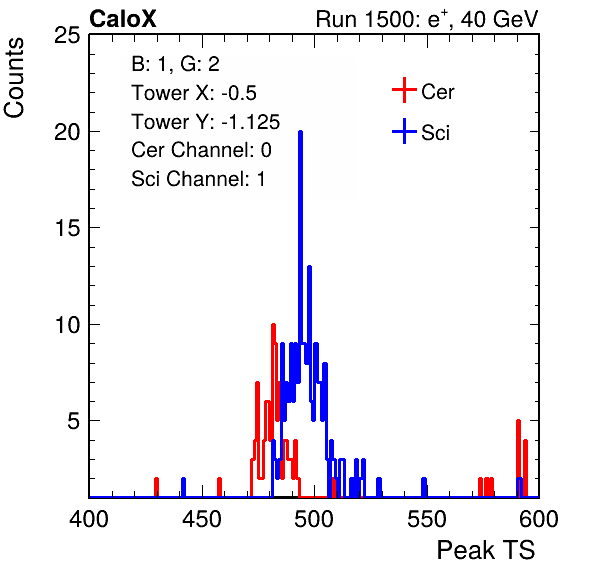 CaloX Run 1500: e⁺, 40 GeV
Counts
25
20
15
10
5
B: 1, G: 2
Tower X: -0.5
Tower Y: -1.125
Cer Channel: 0
Sci Channel: 1
Cer
Sci
400 450 500 550 600
Peak TS